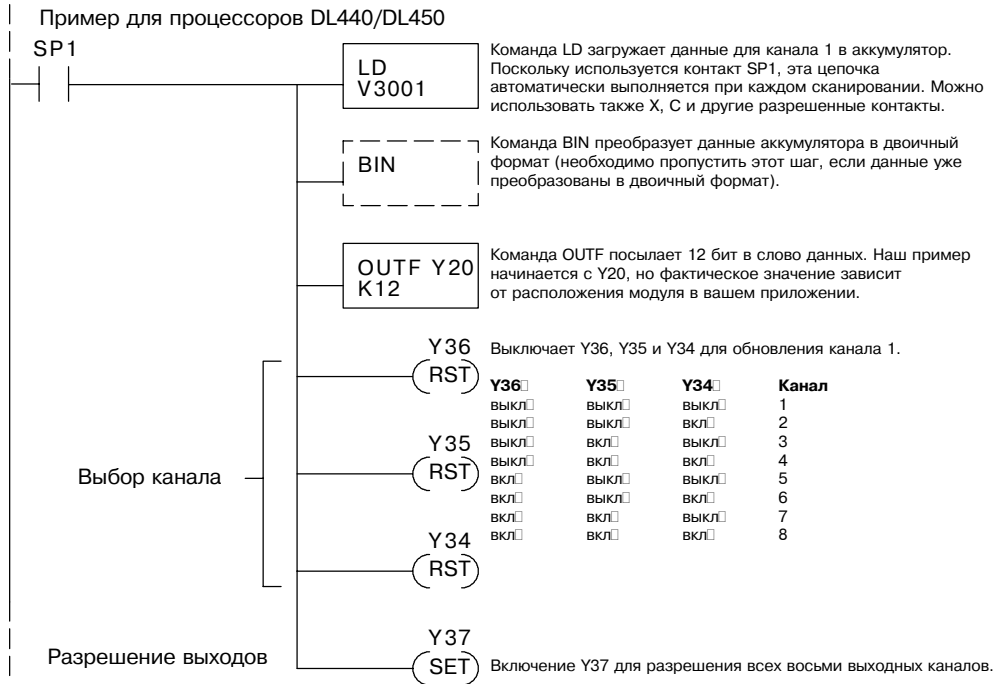 Пример для процессоров DL440/DL450
SP1
LD
V3001
Команда LD загружает данные для канала 1 в аккумулятор.
Поскольку используется контакт SP1, эта цепочка
автоматически выполняется при каждом сканировании. Можно
использовать также X, C и другие разрешенные контакты.
BIN
Команда BIN преобразует данные аккумулятора в двоичный
формат (необходимо пропустить этот шаг, если данные уже
преобразованы в двоичный формат).
OUTF Y20
K12
Команда OUTF посылает 12 бит в слово данных. Наш пример
начинается с Y20, но фактическое значение зависит
от расположения модуля в вашем приложении.
Выбор канала
Y36
RST
Y35
RST
Y34
RST
Выключает Y36, Y35 и Y34 для обновления канала 1.
Y36 Y35 Y34 Канал
выкл выкл выкл 1
выкл выкл вкл 2
выкл вкл выкл 3
выкл вкл вкл 4
вкл выкл выкл 5
вкл выкл вкл 6
вкл вкл выкл 7
вкл вкл вкл 8
Разрешение выходов
Y37
SET
Включение Y37 для разрешения всех восьми выходных каналов.